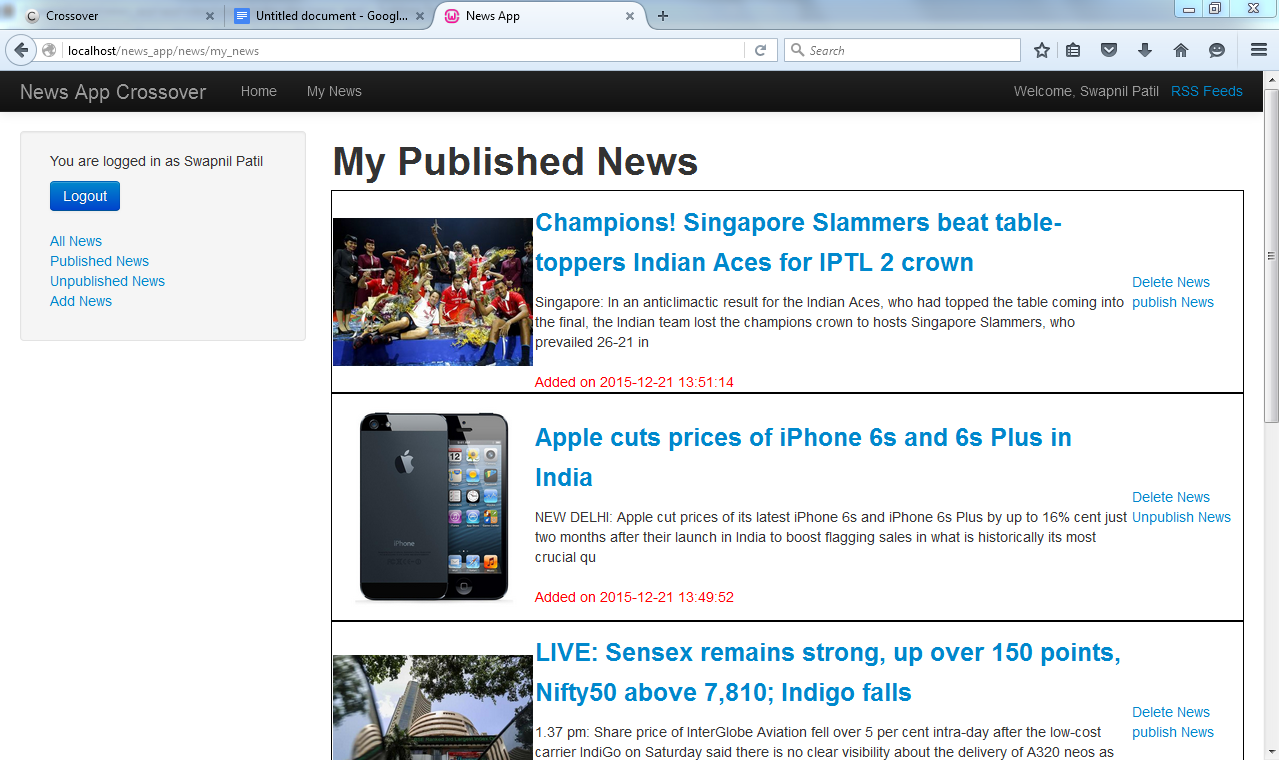 Crossover
Untitled document - Googl...
News App
localhost/news_app/news/my_news
Search
News App Crossover
Home
My News
Welcome, Swapnil Patil
RSS Feeds
You are logged in as Swapnil Patil
Logout
All News
Published News
Unpublished News
Add News
My Published News
Champions! Singapore Slammers beat table-
toppers Indian Aces for IPTL 2 crown
Singapore: In an anticlimactic result for the Indian Aces, who had topped the table coming into
the final, the Indian team lost the champions crown to hosts Singapore Slammers, who
prevailed 26-21 in
Added on 2015-12-21 13:51:14
Delete News
publish News
Apple cuts prices of iPhone 6s and 6s Plus in
India
NEW DELHI: Apple cut prices of its latest iPhone 6s and iPhone 6s Plus by up to 16% cent just
two months after their launch in India to boost flagging sales in what is historically its most
crucial qu
Added on 2015-12-21 13:49:52
Delete News
Unpublish News
iPhone
LIVE: Sensex remains strong, up over 150 points,
Nifty50 above 7,810; Indigo falls
1.37 pm: Share price of InterGlobe Aviation fell over 5 per cent intra-day after the low-cost
carrier IndiGo on Saturday said there is no clear visibility about the delivery of A320 neos as
Delete News
publish News